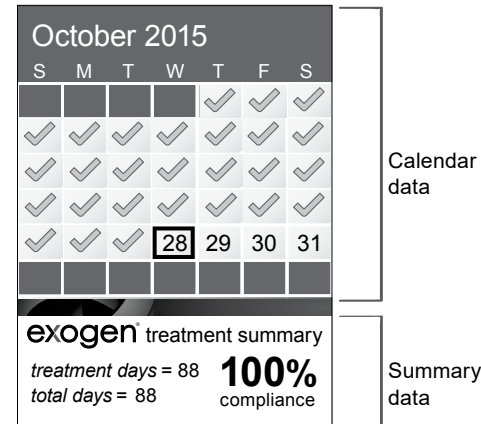 October 2015
S M T W T F S
28 29 30 31
Calendar
data
exogen® treatment summary
treatment days = 88
total days = 88
100%
compliance
Summary
data